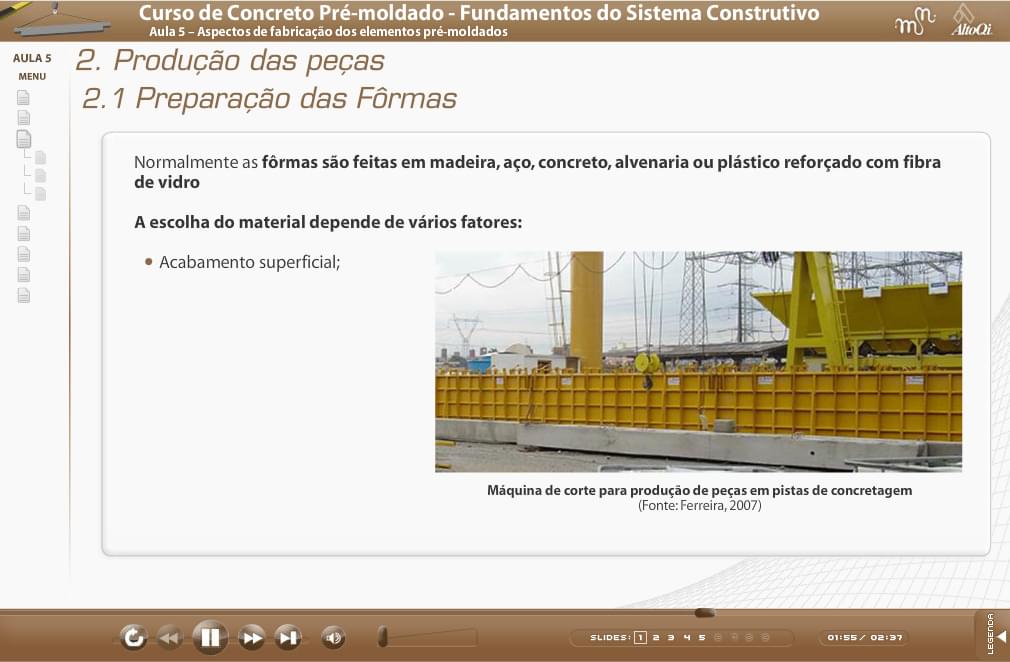 Curso de Concreto Pré-moldado - Fundamentos do Sistema Construtivo
Aula 5 – Aspectos de fabricação dos elementos pré-moldados
AltoQi
AULA 5
MENU
2. Produção das peças
2.1 Preparação das Fôrmas
Normalmente as fôrmas são feitas em madeira, aço, concreto, alvenaria ou plástico reforçado com fibra
de vidro
A escolha do material depende de vários fatores:
• Acabamento superficial;
Máquina de corte para produção de peças em pistas de concretagem
(Fonte: Ferreira, 2007)
SLIDES: 1 2 3 4 5
01:55 / 02:37
LEGENDA